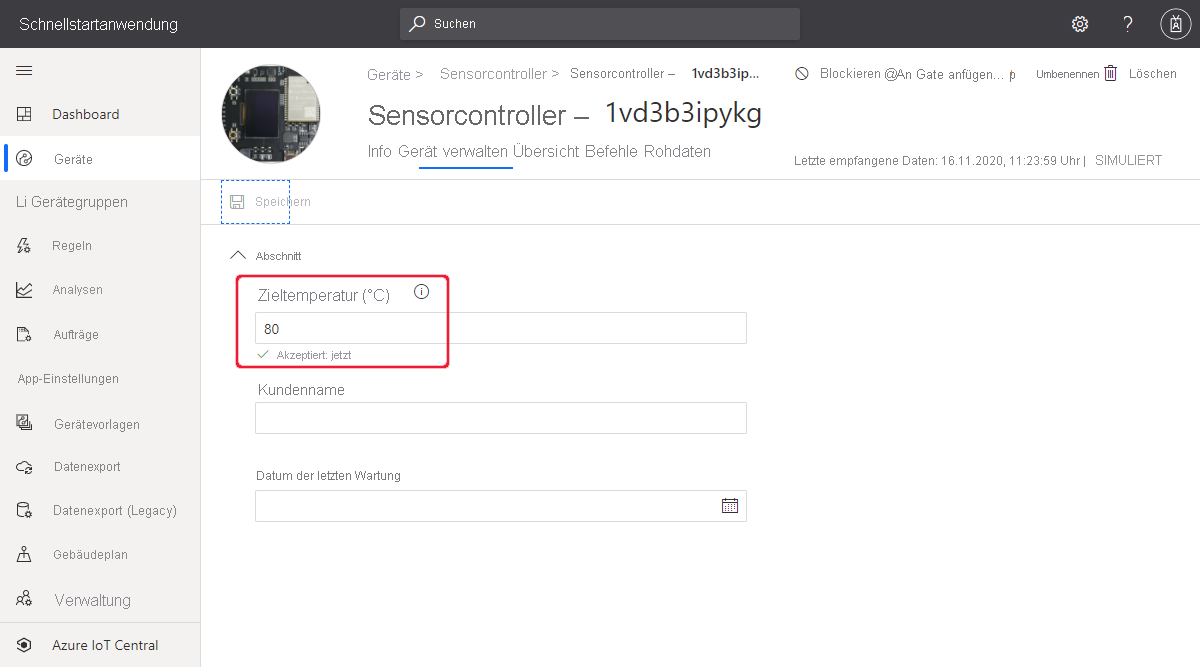 Schnellstartanwendung
Suchen
?
Dashboard
Geräte
Li Gerätegruppen
Regeln
Analysen
Aufträge
App-Einstellungen
Gerätevorlagen
Datenexport
Datenexport (Legacy)
Gebäudeplan
Verwaltung
Azure IoT Central
Geräte > Sensorcontroller > Sensorcontroller – 1vd3b3ip...
Blockieren @An Gate anfügen... Umbenennen Löschen
Sensorcontroller – 1vd3b3ipykg
Info Gerät verwalten Übersicht Befehle Rohdaten
Letzte empfangene Daten: 16.11.2020, 11:23:59 Uhr | SIMULIERT
Speichern
Abschnitt
Zieltemperatur (°C)
80
Akzeptiert: jetzt
Kundenname
Datum der letzten Wartung